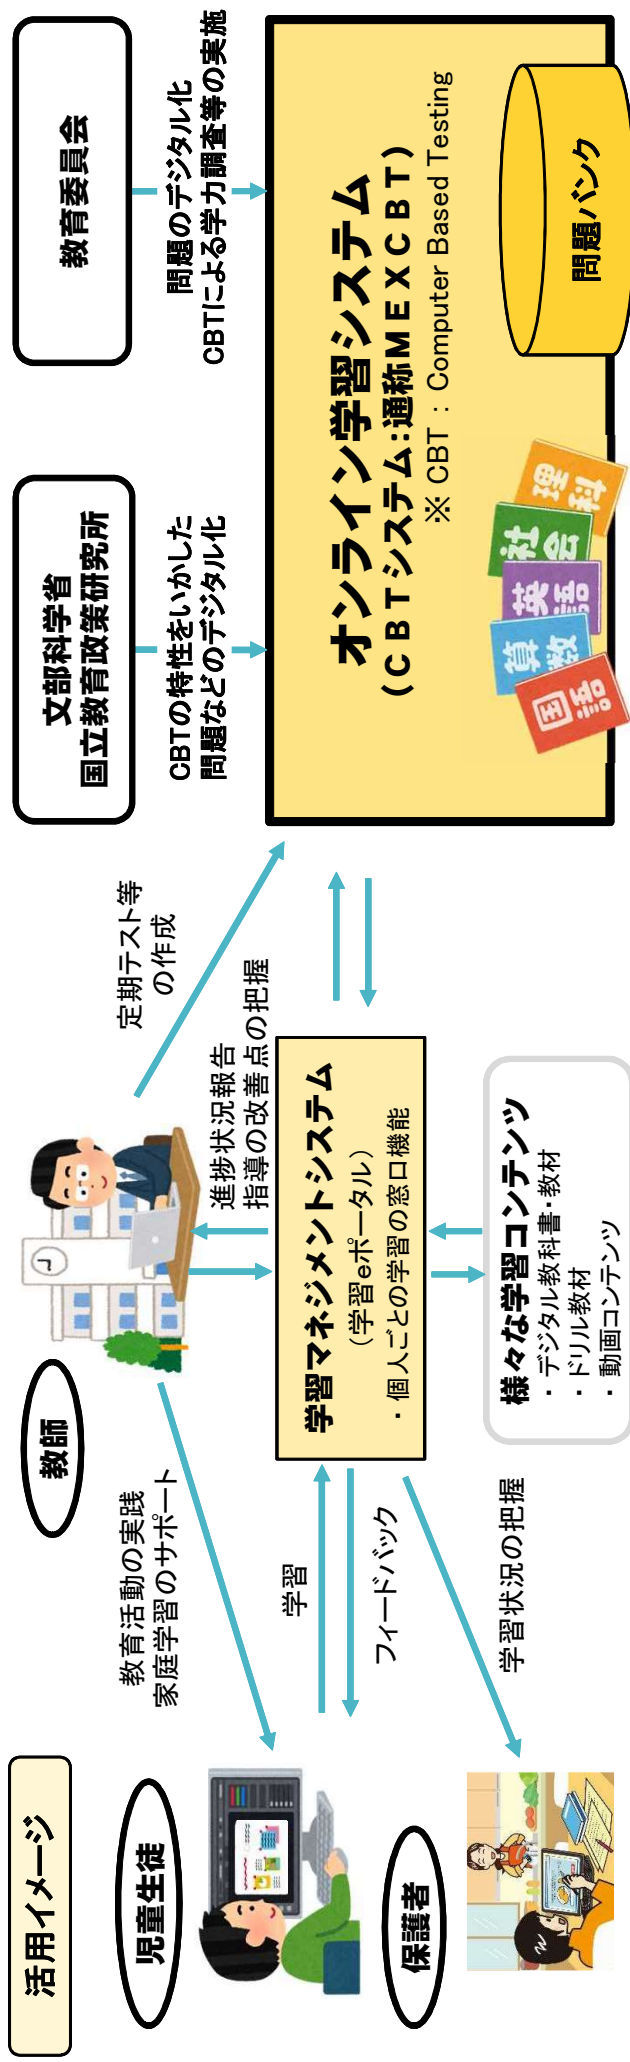 活用イメージ
児童生徒
保護者
教師
教育活動の実践
家庭学習のサポート
学習
フィードバック
学習状況の把握
進捗状況報告
指導の改善点の把握
定期テスト等
の作成
学習マネジメントシステム
（学習eポータル）
・個人ごとの学習の窓口機能
様々な学習コンテンツ
・デジタル教科書・教材
・ドリル教材
・動画コンテンツ
文部科学省
国立教育政策研究所
CBTの特性をいかした
問題などのデジタル化
教育委員会
問題のデジタル化
CBTによる学力調査等の実施
オンライン学習システム
（ＣＢＴシステム：通称ＭＥＸＣＢＴ）
※ CBT : Computer Based Testing
国語
算数
英語
社会
理科
問題バンク